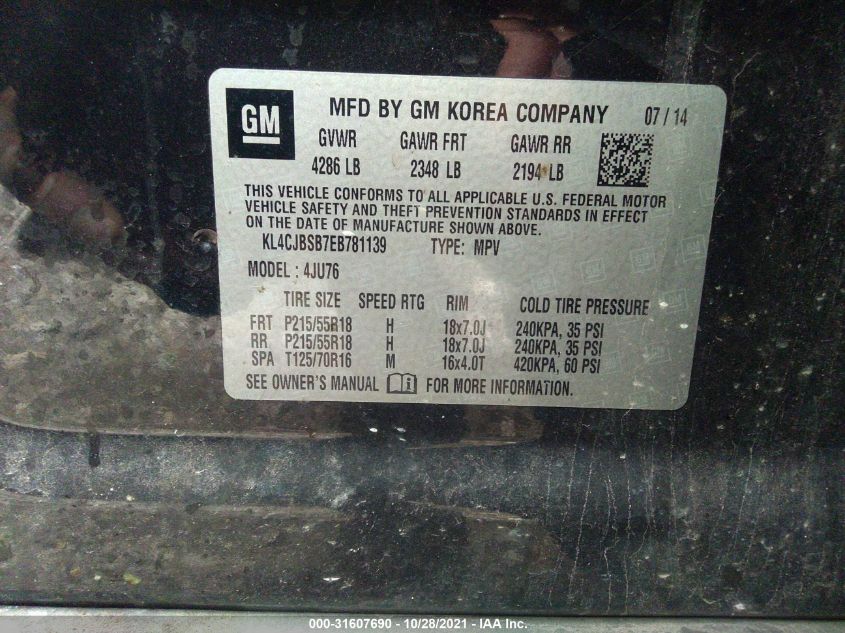 GM
MFD BY GM KOREA COMPANY 07 / 14
GVWR GAWR FRT GAWR RR
4286 LB 2348 LB 2194 LB
THIS VEHICLE CONFORMS TO ALL APPLICABLE U.S. FEDERAL MOTOR
VEHICLE SAFETY AND THEFT PREVENTION STANDARDS IN EFFECT
ON THE DATE OF MANUFACTURE SHOWN ABOVE.
KL4CJBSB7EB781139 TYPE: MPV
MODEL : 4JU76
TIRE SIZE SPEED RTG RIM COLD TIRE PRESSURE
FRT P215/55R18 H 18x7.0J 240KPA, 35 PSI
RR P215/55R18 H 18x7.0J 240KPA, 35 PSI
SPA T125/70R16 M 16x4.0T 420KPA, 60 PSI
SEE OWNER'S MANUAL FOR MORE INFORMATION.
000-31607690 - 10/28/2021 - IAA Inc.